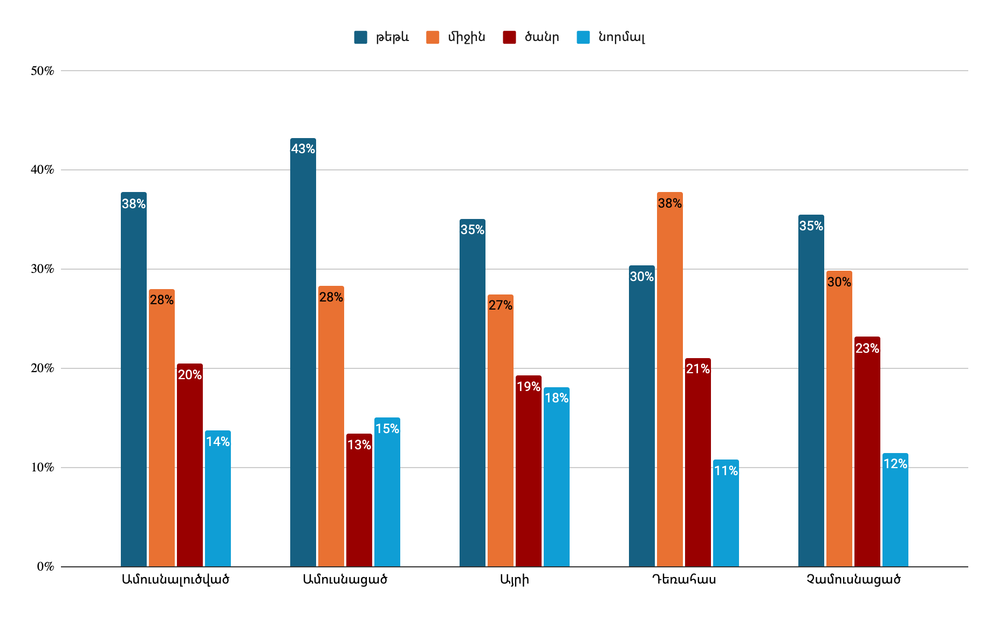 թեթև միջին ծանր նորմալ
50%
40%
30%
20%
10%
0%
38% 28% 20% 14%
43% 28% 13% 15%
35% 27% 19% 18%
30% 38% 21% 11%
35% 30% 23% 12%
Ամուսնալուծված Ամուսնացած Այրի Դեռահաս Չամուսնացած